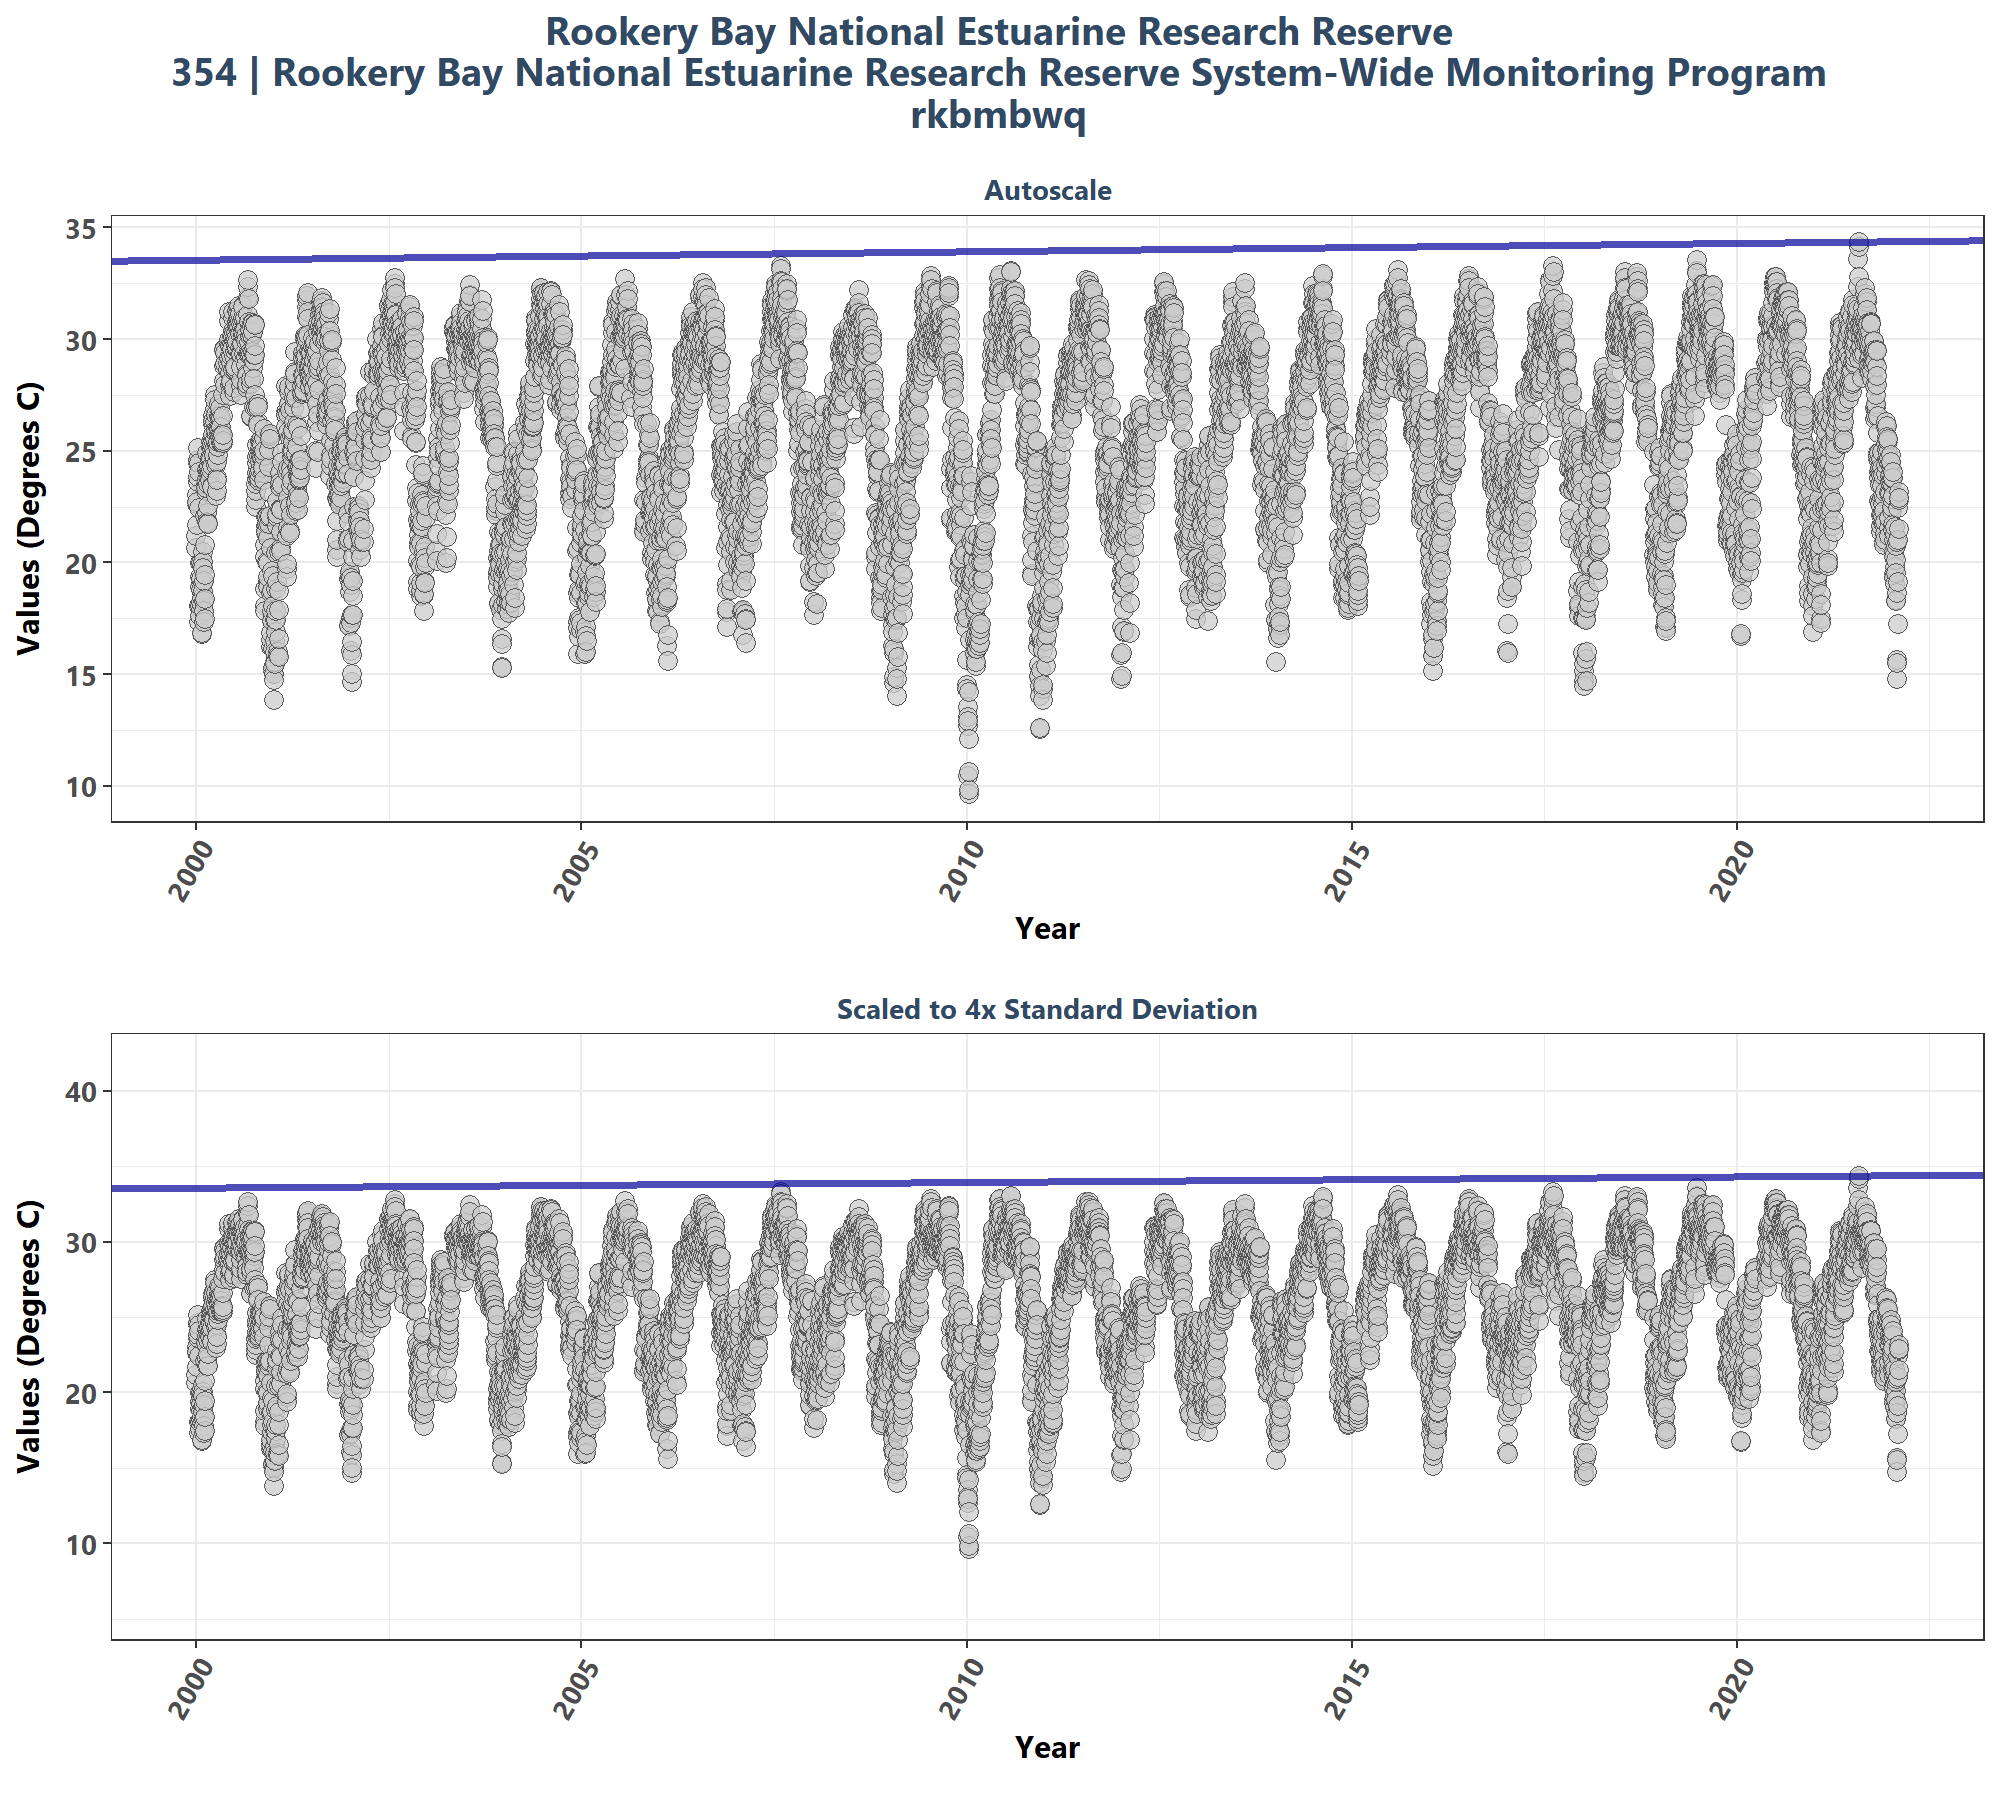 Rookery Bay National Estuarine Research Reserve
354 | Rookery Bay National Estuarine Research Reserve System-Wide Monitoring Program
rkbmbwq
Autoscale
Values (Degrees C)
35
30
25
20
15
10
2000
2005
2010
2015
2020
Year
Scaled to 4x Standard Deviation
Values (Degrees C)
40
30
20
10
2000
2005
2010
2015
2020
Year